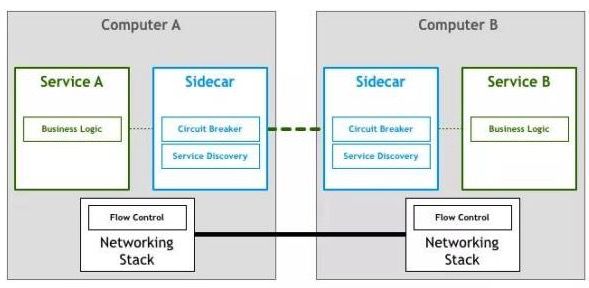 Computer A
Service A
Business Logic
Sidecar
Circuit Breaker
Service Discovery
Flow Control
Networking
Stack
Computer B
Sidecar
Circuit Breaker
Service Discovery
Service B
Business Logic
Flow Control
Networking
Stack